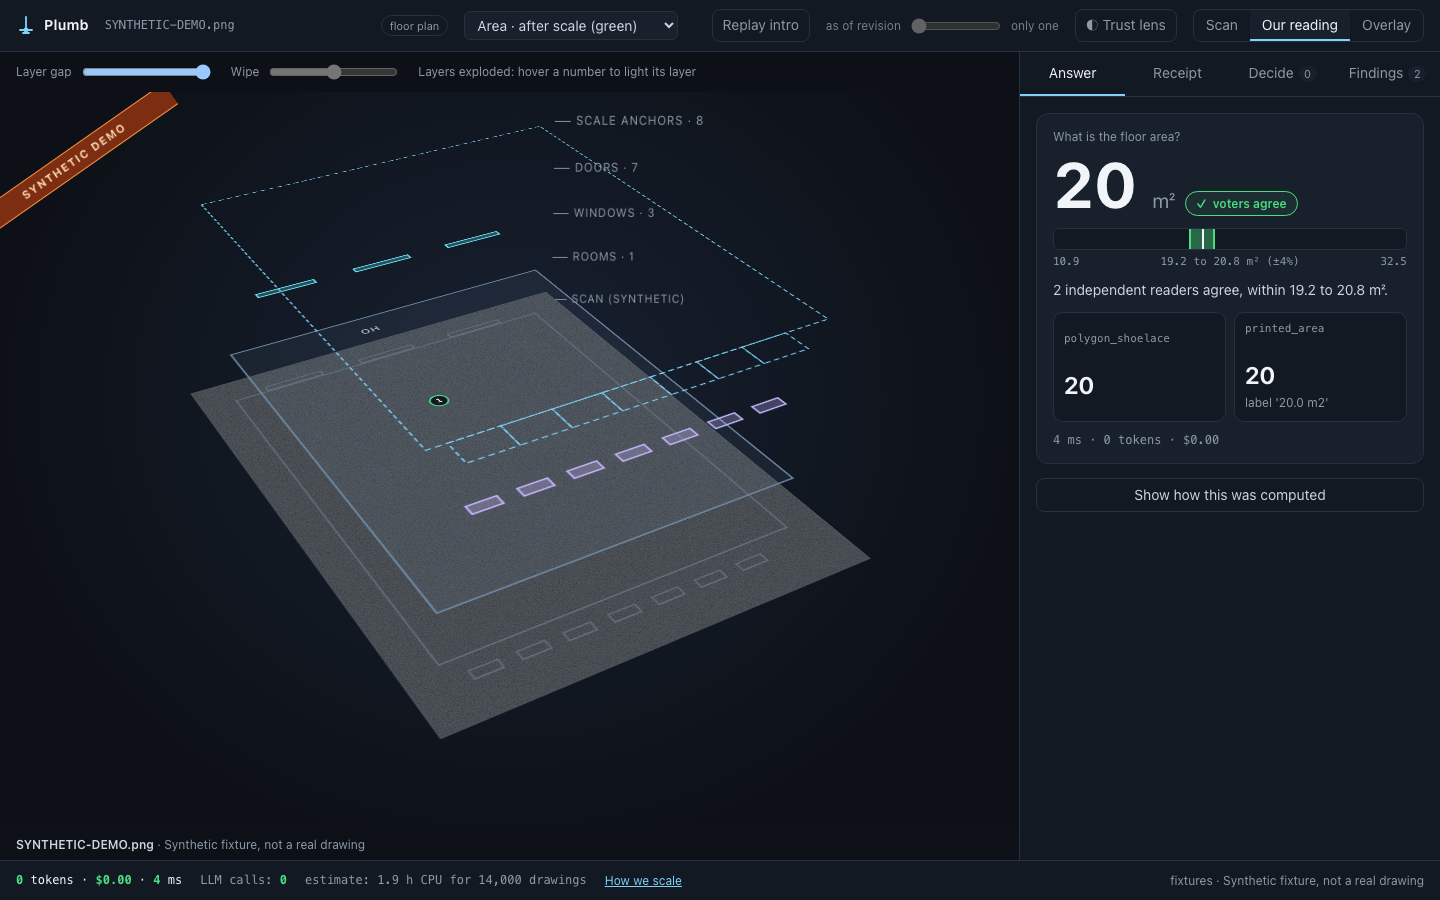 Plumb SYNTHETIC-DEMO.png floor plan Area · after scale (green) Replay intro as of revision only one Trust lens Scan Our reading Overlay
Layer gap Wipe Layers exploded: hover a number to light its layer
Answer Receipt Decide 0 Findings 2
SYNTHETIC DEMO
SCALE ANCHORS · 8
DOORS · 7
WINDOWS · 3
ROOMS · 1
SCAN (SYNTHETIC)
OH
What is the floor area?
20 m² ✓ voters agree
10.9 19.2 to 20.8 m² (±4%) 32.5
2 independent readers agree, within 19.2 to 20.8 m².
polygon_shoelace
20
printed_area
20
label '20.0 m2'
4 ms · 0 tokens · $0.00
Show how this was computed
SYNTHETIC-DEMO.png · Synthetic fixture, not a real drawing
0 tokens · $0.00 · 4 ms LLM calls: 0 estimate: 1.9 h CPU for 14,000 drawings How we scale fixtures · Synthetic fixture, not a real drawing